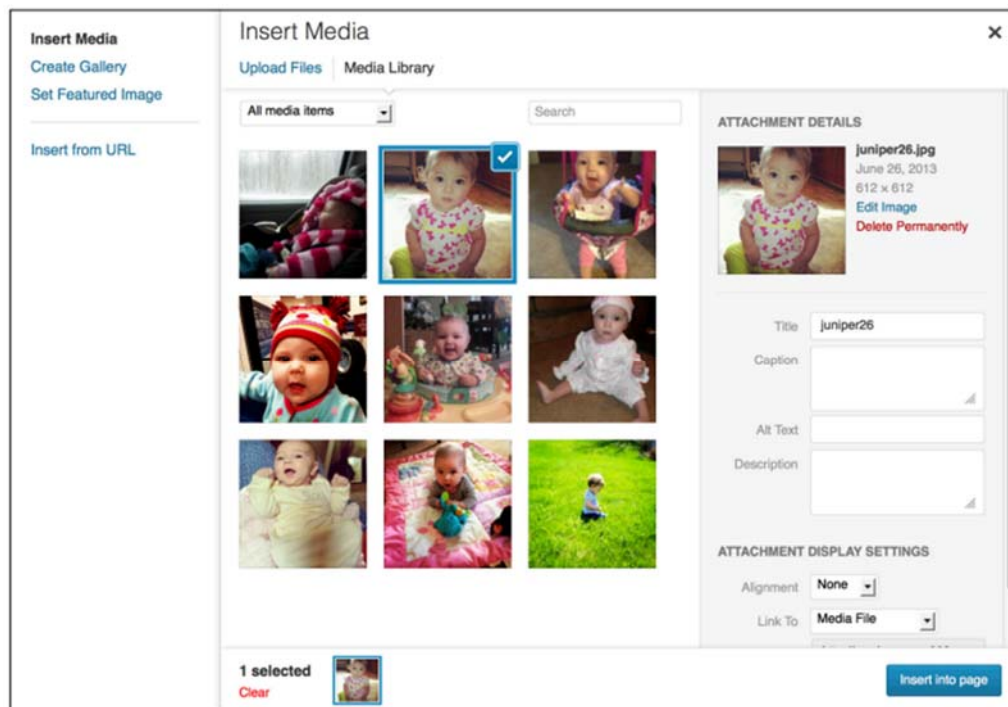 Insert Media
Create Gallery
Set Featured Image
Insert from URL
Insert Media
×
Upload Files
Media Library
All media items
Search
ATTACHMENT DETAILS
juniper26.jpg
June 26, 2013
612 × 612
Edit Image
Delete Permanently
Title
juniper26
Caption
Alt Text
Description
ATTACHMENT DISPLAY SETTINGS
Alignment
None
Link To
Media File
1 selected
Clear
Insert into page